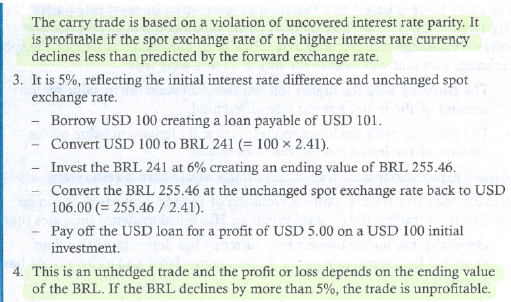 The carry trade is based on a violation of uncovered interest rate parity. It
is profitable if the spot exchange rate of the higher interest rate currency
declines less than predicted by the forward exchange rate.
3. It is 5%, reflecting the initial interest rate difference and unchanged spot
exchange rate.
– Borrow USD 100 creating a loan payable of USD 101.
– Convert USD 100 to BRL 241 (= 100 × 2.41).
– Invest the BRL 241 at 6% creating an ending value of BRL 255.46.
– Convert the BRL 255.46 at the unchanged spot exchange rate back to USD
106.00 (= 255.46 / 2.41).
– Pay off the USD loan for a profit of USD 5.00 on a USD 100 initial
investment.
4. This is an unhedged trade and the profit or loss depends on the ending value
of the BRL. If the BRL declines by more than 5%, the trade is unprofitable.